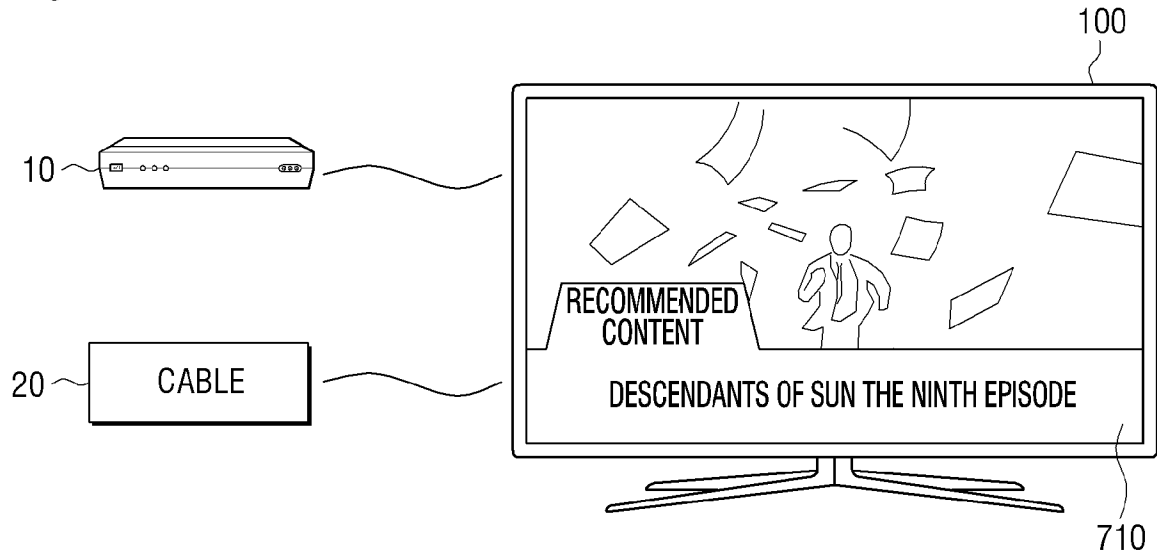 100
10
RECOMMENDED
CONTENT
20
CABLE
DESCENDANTS OF SUN THE NINTH EPISODE
710